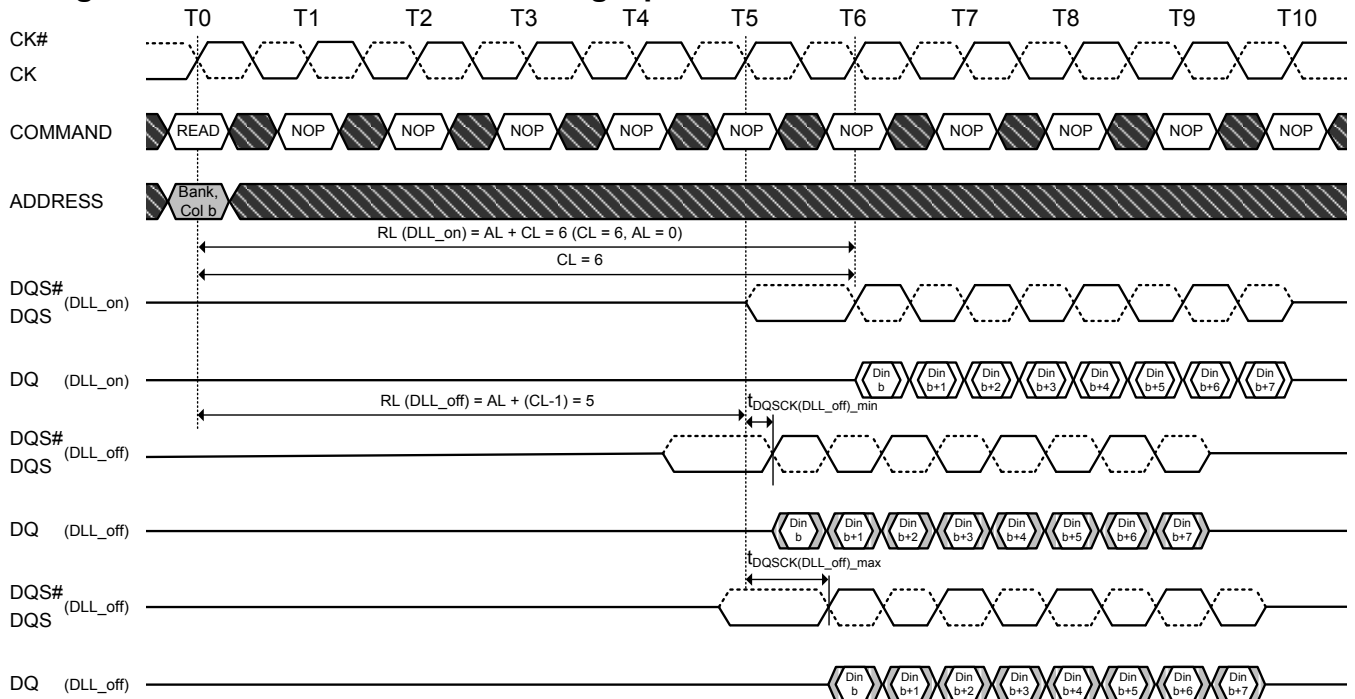 T0 T1 T2 T3 T4 T5 T6 T7 T8 T9 T10
CK#
CK
COMMAND READ NOP NOP NOP NOP NOP NOP NOP NOP NOP NOP
ADDRESS Bank,
Col b
RL (DLL_on) = AL + CL = 6 (CL = 6, AL = 0)
CL = 6
DQS# (DLL_on)
DQS
DQ (DLL_on) Din Din Din Din Din Din Din Din
b b+1 b+2 b+3 b+4 b+5 b+6 b+7
RL (DLL_off) = AL + (CL-1) = 5 tDQSCK(DLL_off)_min
DQS# (DLL_off)
DQS
DQ (DLL_off) Din Din Din Din Din Din Din Din
b b+1 b+2 b+3 b+4 b+5 b+6 b+7
tDQSCK(DLL_off)_max
DQS# (DLL_off)
DQS
DQ (DLL_off) Din Din Din Din Din Din Din Din
b b+1 b+2 b+3 b+4 b+5 b+6 b+7